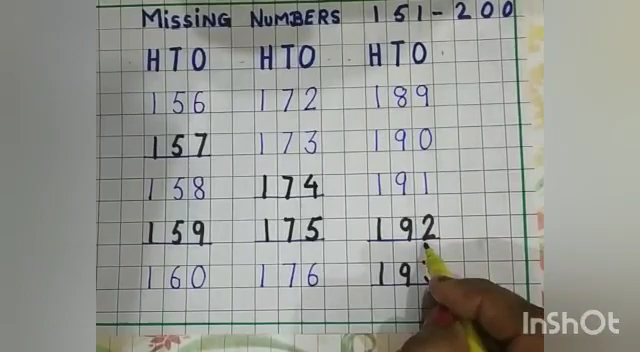 MISSING NUMBERS 151-200
HTO HTO HTO
156 172 189
157 173 190
158 174 191
159 175 192
160 176 19
InShOt